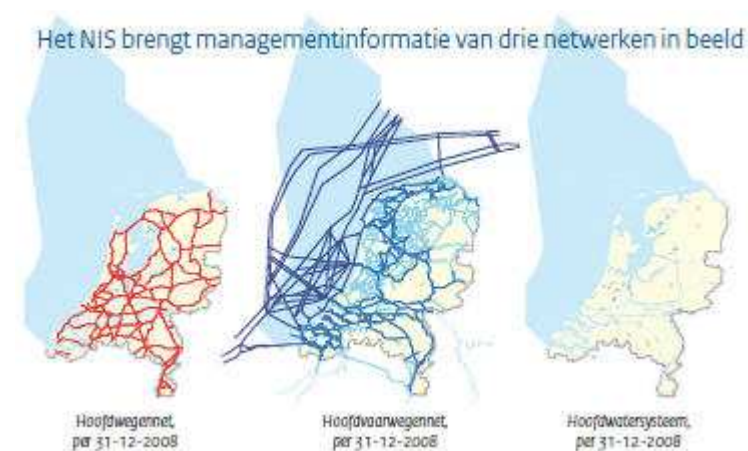 Het NIS brengt managementinformatie van drie netwerken in beeld
Hoofdwegennet,
per 31-12-2008
Hoofdvaarwegennet,
per 31-12-2008
Hoofdwatersysteem,
per 31-12-2008